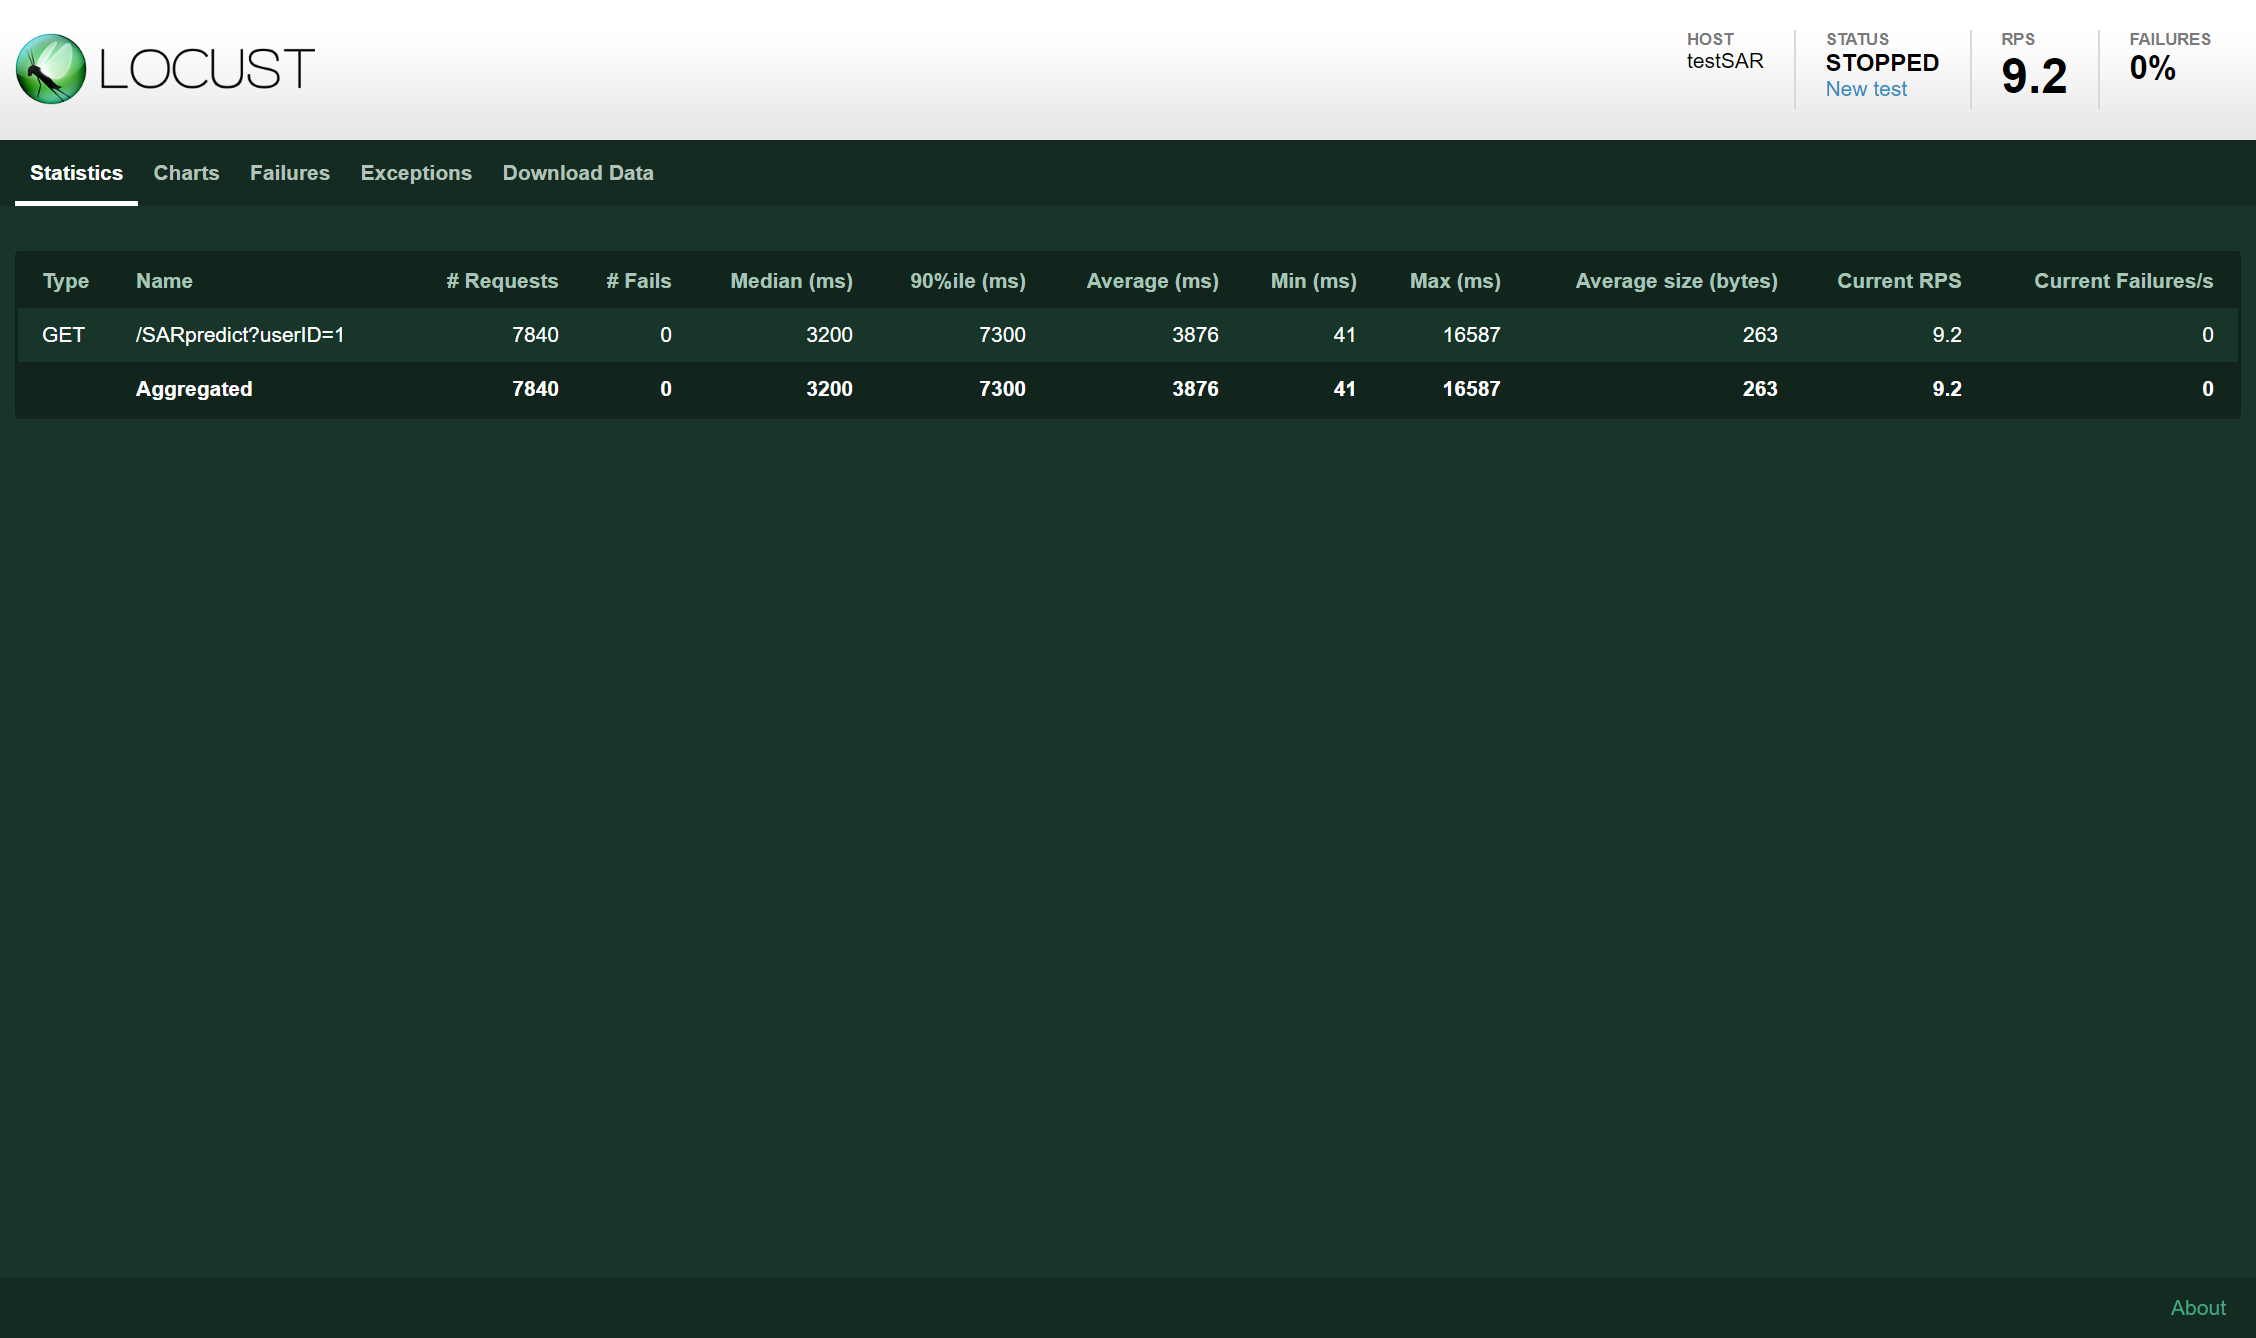 LOCUST
HOST
testSAR
STATUS
STOPPED
New test
RPS
9.2
FAILURES
0%
Statistics Charts Failures Exceptions Download Data
Type Name # Requests # Fails Median (ms) 90%ile (ms) Average (ms) Min (ms) Max (ms) Average size (bytes) Current RPS Current Failures/s
GET /SARpredict?userID=1 7840 0 3200 7300 3876 41 16587 263 9.2 0
Aggregated 7840 0 3200 7300 3876 41 16587 263 9.2 0
About